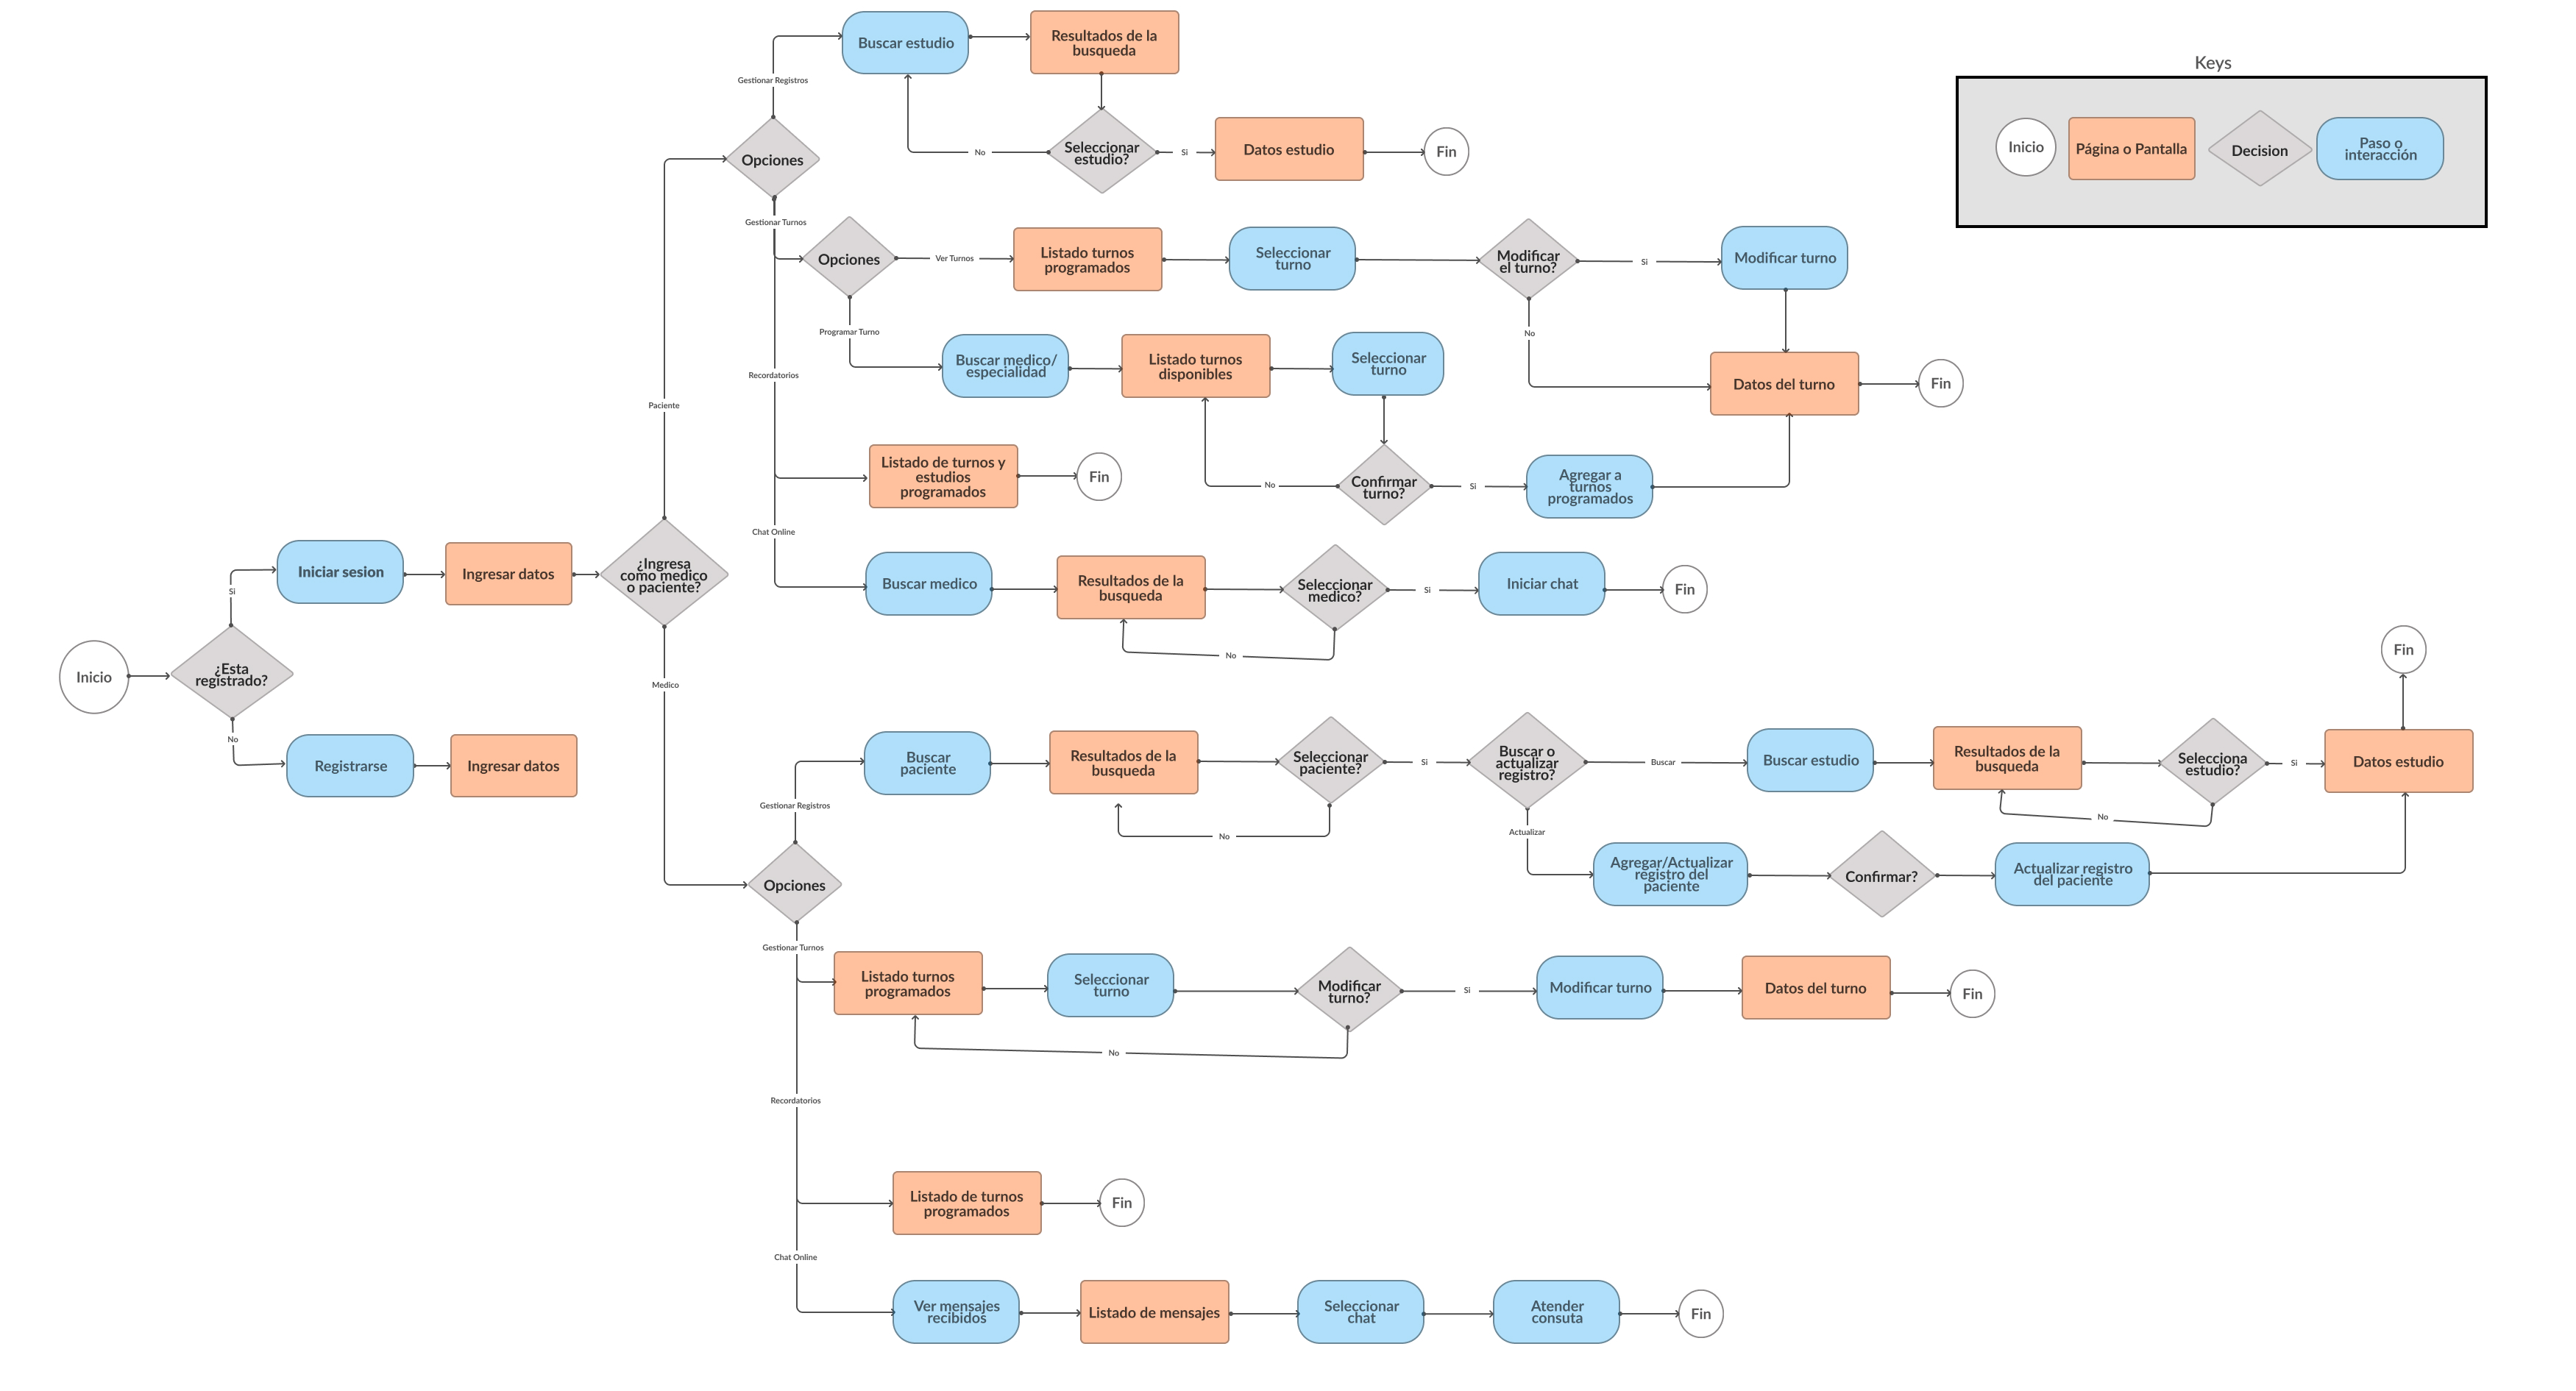 Keys
Inicio
Página o Pantalla
Decision
Paso o
interacción
Inicio
¿Esta
registrado?
Si
Iniciar sesion
Ingresar datos
No
Registrarse
Ingresar datos
¿Ingresa
como medico
o paciente?
Paciente
Opciones
Gestionar Registros
Buscar estudio
Resultados de la
busqueda
Seleccionar
estudio?
No
Si
Datos estudio
Fin
Gestionar Turnos
Opciones
Ver Turnos
Listado turnos
programados
Seleccionar
turno
Modificar
el turno?
Si
Modificar turno
No
Datos del turno
Fin
Programar Turno
Buscar medico/
especialidad
Listado turnos
disponibles
Seleccionar
turno
Confirmar
turno?
No
Si
Agregar a
turnos
programados
Recordatorios
Listado de turnos y
estudios
programados
Fin
Chat Online
Buscar medico
Resultados de la
busqueda
Seleccionar
medico?
Si
No
Iniciar chat
Fin
Medico
Opciones
Gestionar Registros
Buscar
paciente
Resultados de la
busqueda
Seleccionar
paciente?
No
Si
Buscar o
actualizar
registro?
Buscar
Buscar estudio
Resultados de la
busqueda
Selecciona
estudio?
No
Si
Datos estudio
Fin
Actualizar
Agregar/Actualizar
registro del
paciente
Confirmar?
Actualizar registro
del paciente
Gestionar Turnos
Listado turnos
programados
Seleccionar
turno
Modificar
turno?
No
Si
Modificar turno
Datos del turno
Fin
Recordatorios
Listado de turnos
programados
Fin
Chat Online
Ver mensajes
recibidos
Listado de mensajes
Seleccionar
chat
Atender
consuta
Fin